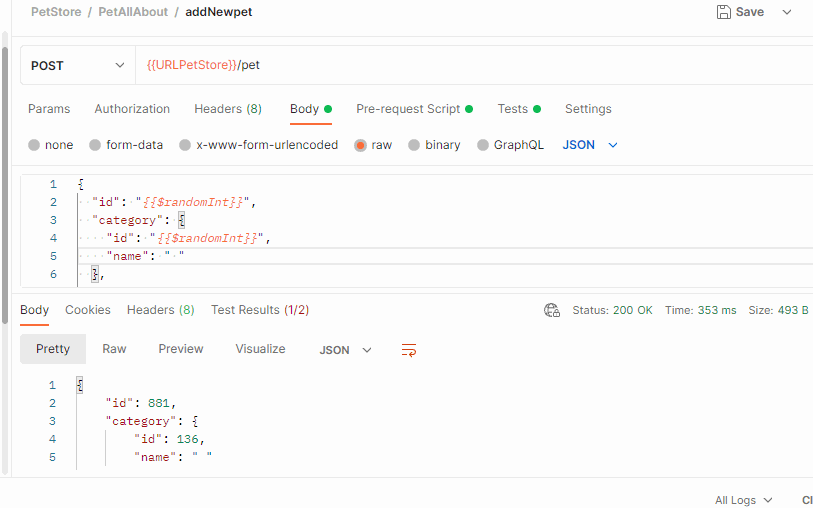 PetStore / PetAllAbout / addNewpet
Save
POST
{{URLPetStore}}/pet
Params Authorization Headers (8) Body Pre-request Script Tests Settings
none form-data x-www-form-urlencoded raw binary GraphQL JSON
1 {
2 "id": "{{$randomInt}}",
3 "category": {
4 "id": "{{$randomInt}}",
5 "name": " "
6 },
Body Cookies Headers (8) Test Results (1/2) Status: 200 OK Time: 353 ms Size: 493 B
Pretty Raw Preview Visualize JSON
1 {
2 "id": 881,
3 "category": {
4 "id": 136,
5 "name": " "
All Logs